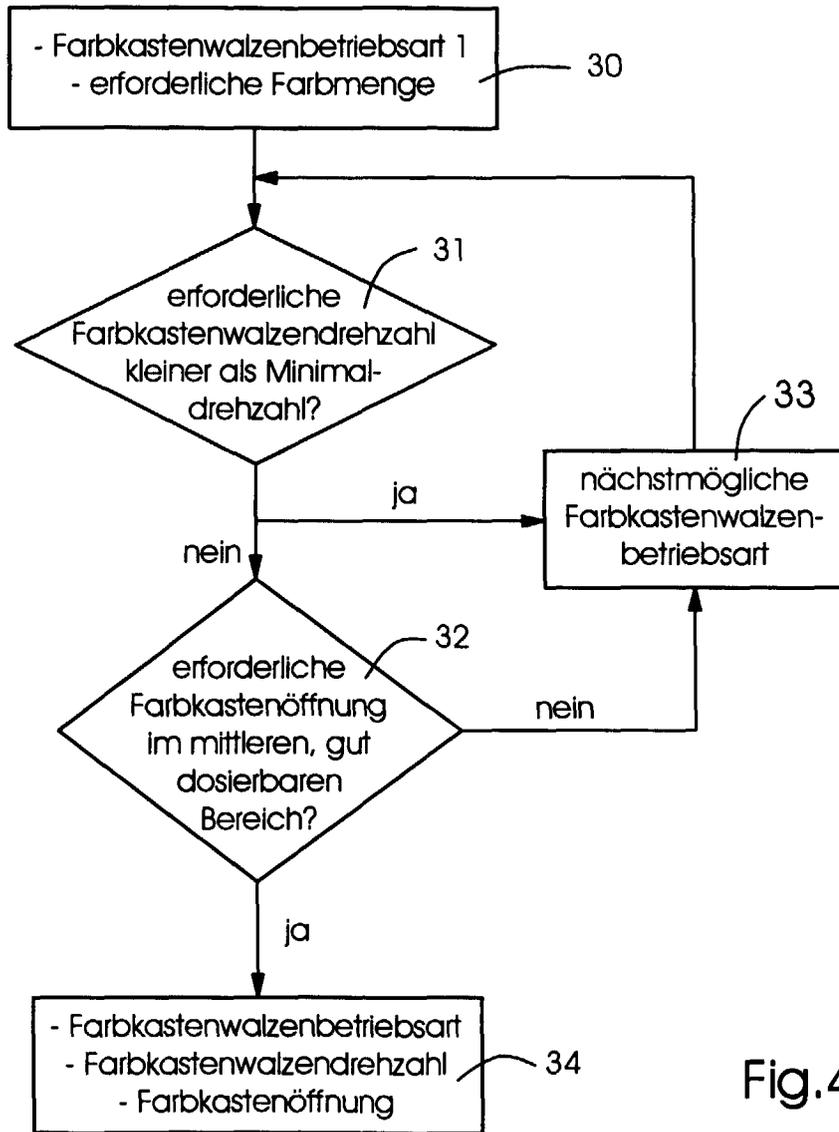 - Farbkastenwalzenbetriebsart 1
- erforderliche Farbmenge
30
31
erforderliche
Farbkastenwalzendrehzahl
kleiner als Minimal-
drehzahl?
33
nächstmögliche
Farbkastenwalzen-
betriebsart
ja
nein
32
erforderliche
Farbkastenöffnung
im mittleren, gut
dosierbaren
Bereich?
nein
ja
- Farbkastenwalzenbetriebsart
- Farbkastenwalzendrehzahl
- Farbkastenöffnung
34
Fig.4